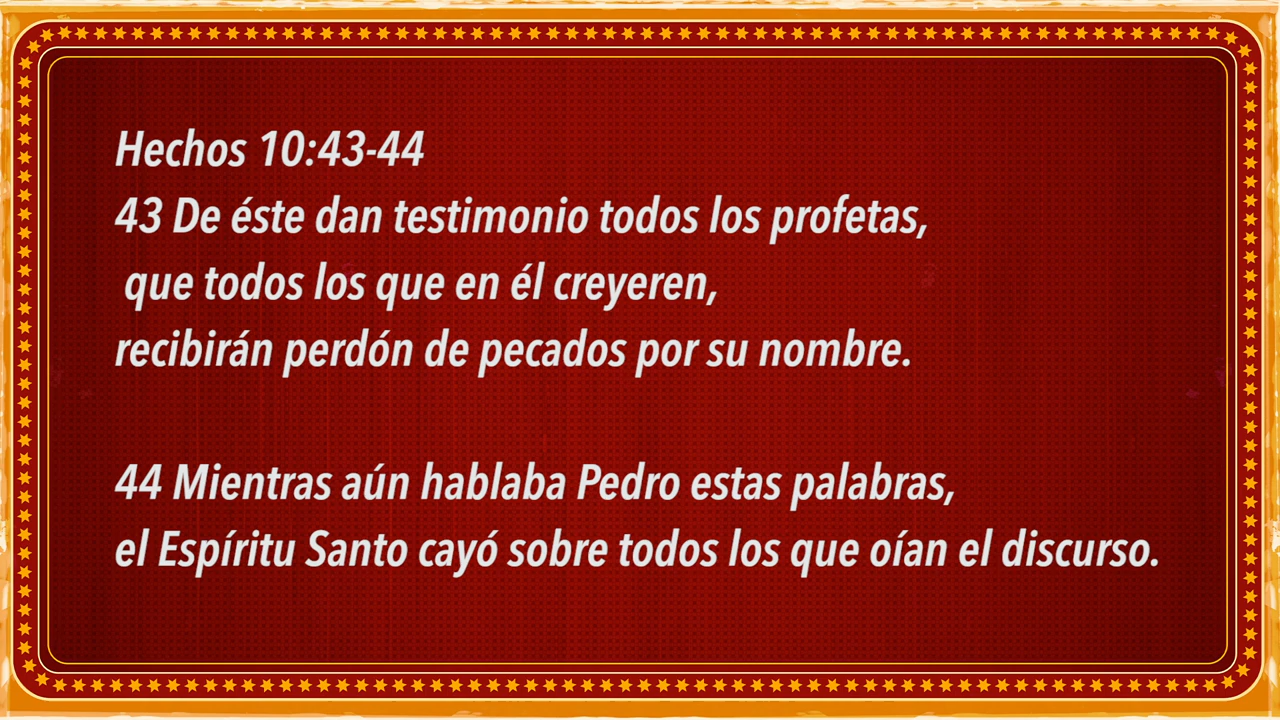 Hechos 10:43-44
43 De éste dan testimonio todos los profetas,
que todos los que en él creyeren,
recibirán perdón de pecados por su nombre.
44 Mientras aún hablaba Pedro estas palabras,
el Espíritu Santo cayó sobre todos los que oían el discurso.